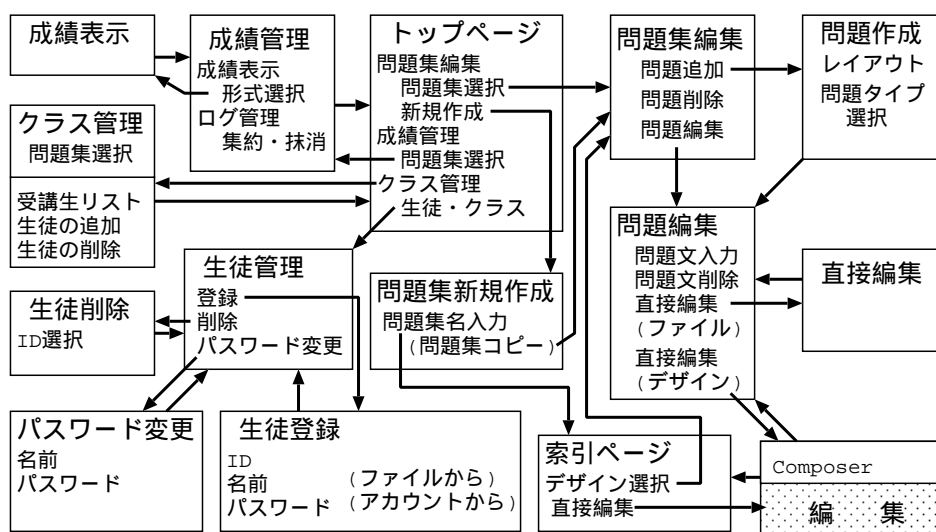 成績表示
成績管理
成績表示
形式選択
ログ管理
集約・抹消
トップページ
問題集編集
問題集選択
新規作成
成績管理
問題集選択
クラス管理
生徒・クラス
問題集編集
問題追加
問題削除
問題編集
問題作成
レイアウト
問題タイプ
選択
クラス管理
問題集選択
受講生リスト
生徒の追加
生徒の削除
生徒管理
登録
削除
パスワード変更
問題集新規作成
問題集名入力
(問題集コピー)
問題編集
問題文入力
問題文削除
直接編集
(ファイル)
直接編集
(デザイン)
直接編集
生徒削除
ID選択
パスワード変更
名前
パスワード
生徒登録
ID
名前 (ファイルから)
パスワード (アカウントから)
索引ページ
デザイン選択
直接編集
Composer
編 集